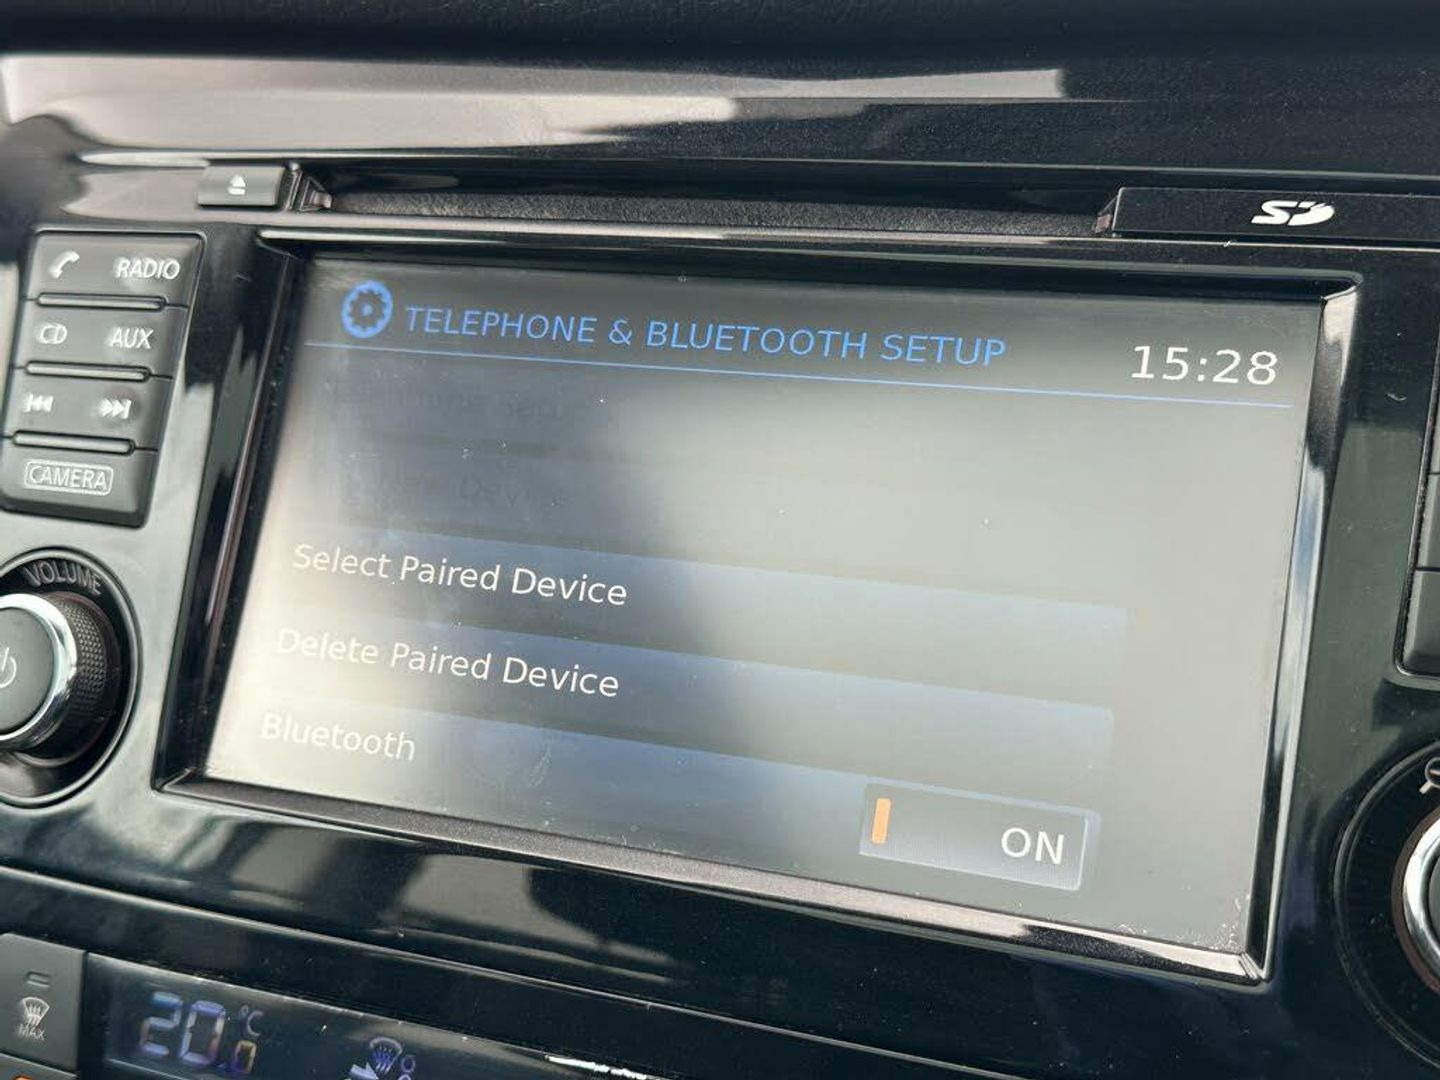 RADIO
CD AUX
CAMERA
VOLUME
TELEPHONE & BLUETOOTH SETUP
15:28
Select Paired Device
Delete Paired Device
Bluetooth
ON
MAX
20.0 °C